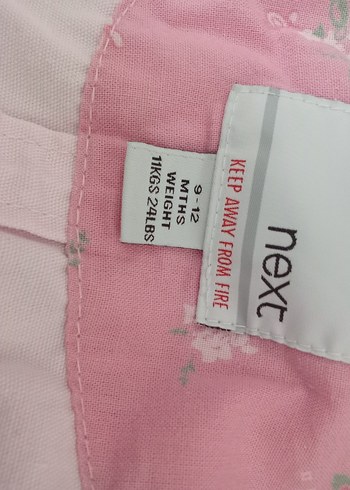 9 - 12
MTHS
WEIGHT
11KGS 24LBS
KEEP AWAY FROM FIRE
next